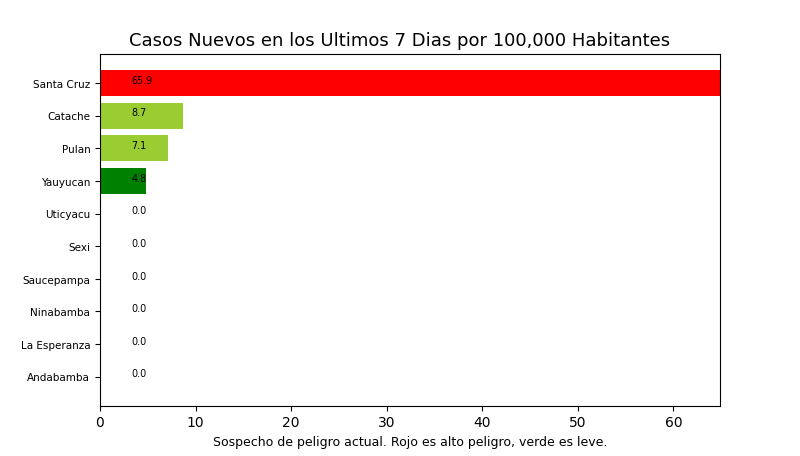 Casos Nuevos en los Ultimos 7 Dias por 100,000 Habitantes
Santa Cruz 65.9
Catache 8.7
Pulan 7.1
Yauyucan 4.8
Uticyacu 0.0
Sexi 0.0
Saucepampa 0.0
Ninabamba 0.0
La Esperanza 0.0
Andabamba 0.0
0 10 20 30 40 50 60
Sospecho de peligro actual. Rojo es alto peligro, verde es leve.